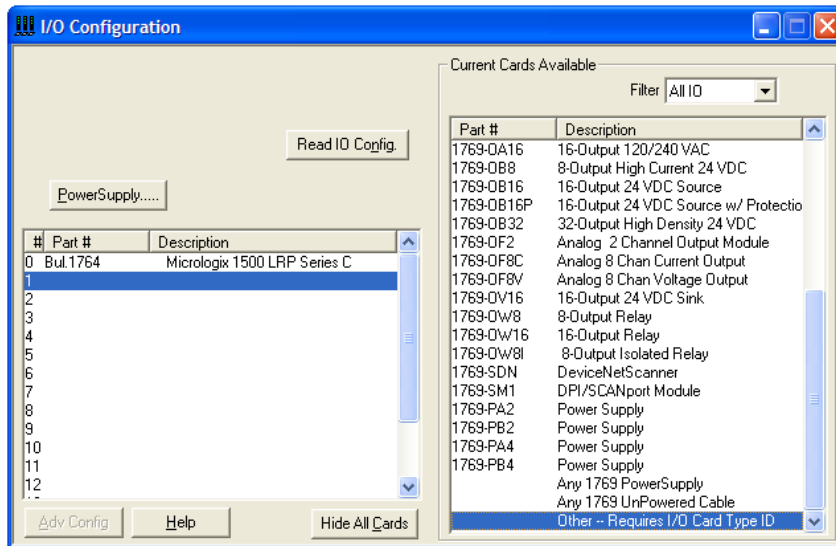 I/O Configuration
Read IO Config.
PowerSupply.....
# Part # Description
0 Bul.1764 Micrologix 1500 LRP Series C
1
2
3
4
5
6
7
8
9
10
11
12
Adv Config Help Hide All Cards
Current Cards Available
Filter All IO
Part # Description
1769-OA16 16-Output 120/240 VAC
1769-OB8 8-Output High Current 24 VDC
1769-OB16 16-Output 24 VDC Source
1769-OB16P 16-Output 24 VDC Source w/ Protectio
1769-OB32 32-Output High Density 24 VDC
1769-OF2 Analog 2 Channel Output Module
1769-OF8C Analog 8 Chan Current Output
1769-OF8V Analog 8 Chan Voltage Output
1769-OV16 16-Output 24 VDC Sink
1769-OW8 8-Output Relay
1769-OW16 16-Output Relay
1769-OW8I 8-Output Isolated Relay
1769-SDN DeviceNetScanner
1769-SM1 DPI/SCANport Module
1769-PA2 Power Supply
1769-PB2 Power Supply
1769-PA4 Power Supply
1769-PB4 Power Supply
Any 1769 PowerSupply
Any 1769 UnPowered Cable
Other -- Requires I/O Card Type ID